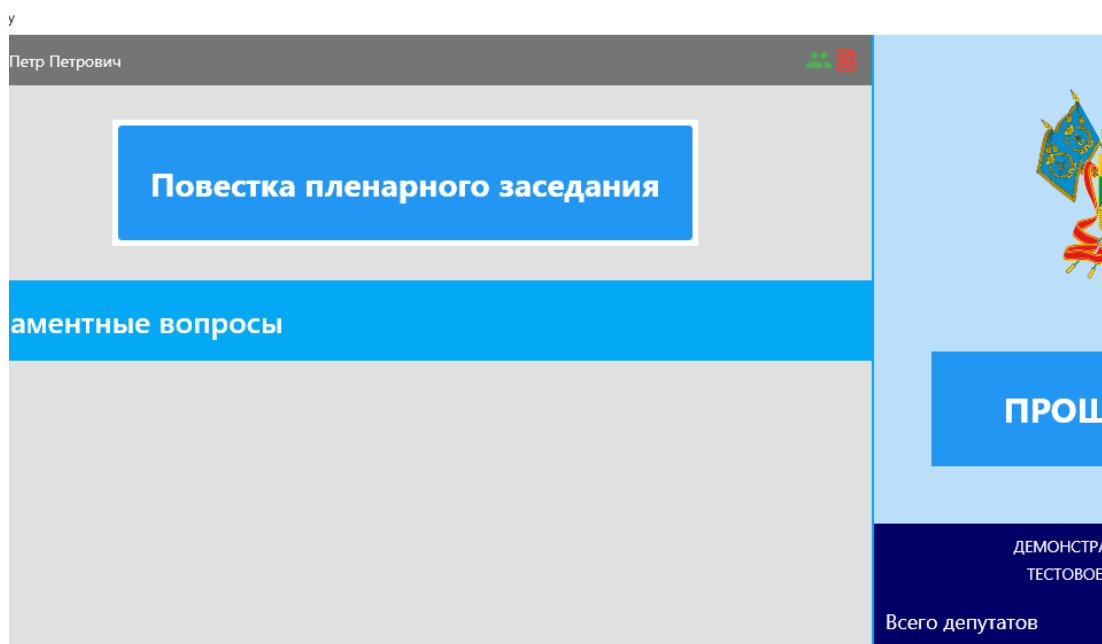 у
Петр Петрович
Повестка пленарного заседания
аментные вопросы
ПРОШ
ДЕМОНСТРА
ТЕСТОВОЕ
Всего депутатов